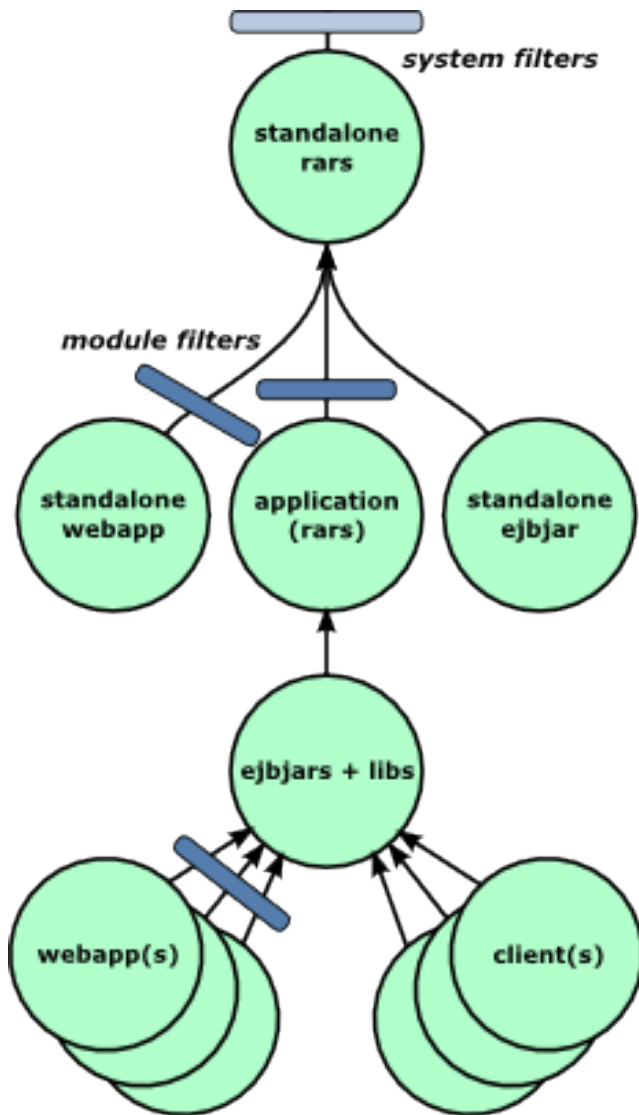 system filters
standalone
rars
module filters
standalone
webapp
application
(rars)
standalone
ejbjar
ejbjars + libs
webapp(s)
client(s)